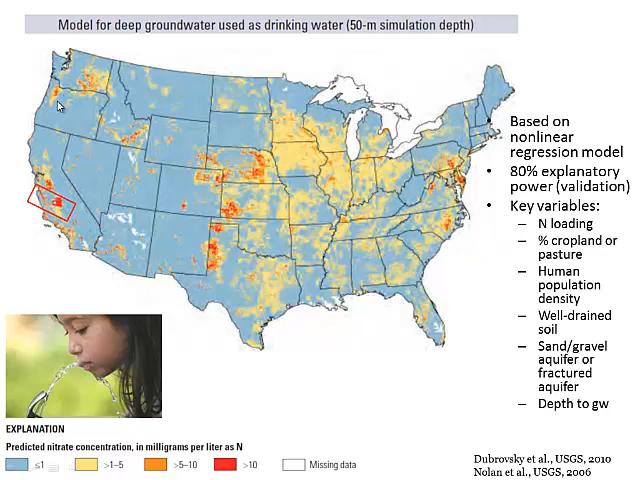 Model for deep groundwater used as drinking water (50-m simulation depth)
• Based on
nonlinear
regression model
• 80% explanatory
power (validation)
• Key variables:
– N loading
– % cropland or
pasture
– Human
population
density
– Well-drained
soil
– Sand/gravel
aquifer or
fractured
aquifer
– Depth to gw
EXPLANATION
Predicted nitrate concentration, in milligrams per liter as N
≤1
>1–5
>5–10
>10
Missing data
Dubrovsky et al., USGS, 2010
Nolan et al., USGS, 2006